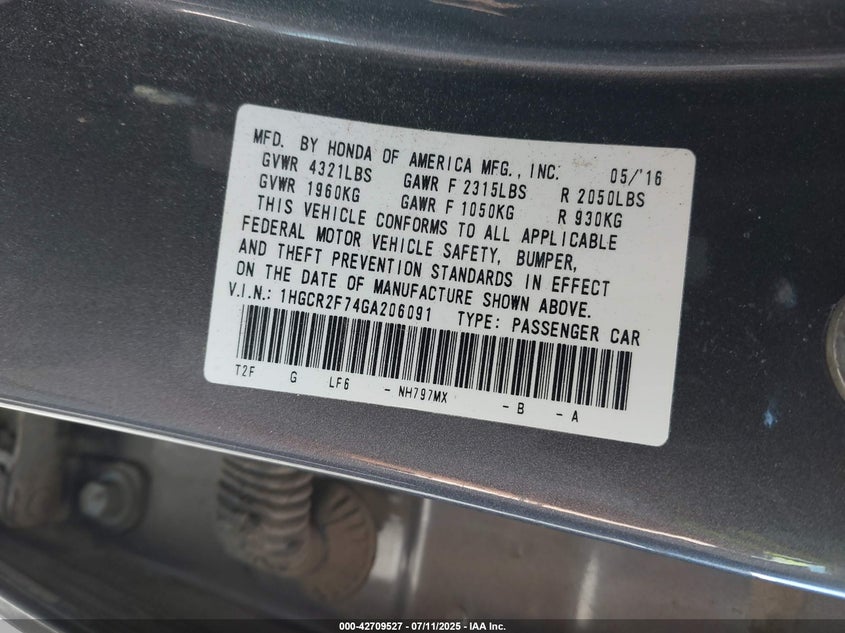 MFD. BY HONDA OF AMERICA MFG., INC. 05/'16
GVWR 4321LBS GAWR F 2315LBS R 2050LBS
GVWR 1960KG GAWR F 1050KG R 930KG
THIS VEHICLE CONFORMS TO ALL APPLICABLE
FEDERAL MOTOR VEHICLE SAFETY, BUMPER,
AND THEFT PREVENTION STANDARDS IN EFFECT
ON THE DATE OF MANUFACTURE SHOWN ABOVE.
V.I.N.: 1HGCR2F74GA206091 TYPE: PASSENGER CAR
T2F G LF6 - NH797MX - B - A
000-42709527 | 07/11/2025 - IAA Inc.